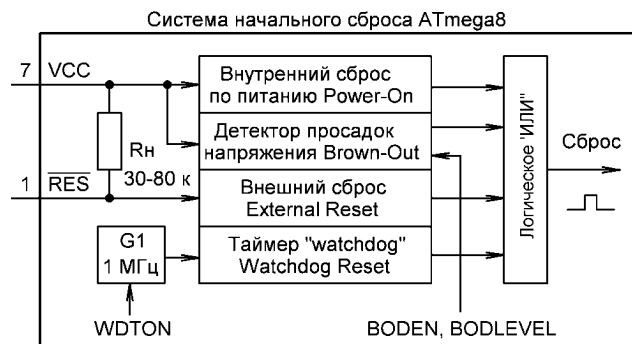 Система начального сброса ATmega8
7 VCC
Внутренний сброс
по питанию Power-On
Детектор просадок
напряжения Brown-Out
Rн
30-80 к
1 RES
Внешний сброс
External Reset
G1
1 МГц
Таймер "watchdog"
Watchdog Reset
Логическое "ИЛИ"
Сброс
WDTON
BODEN, BODLEVEL